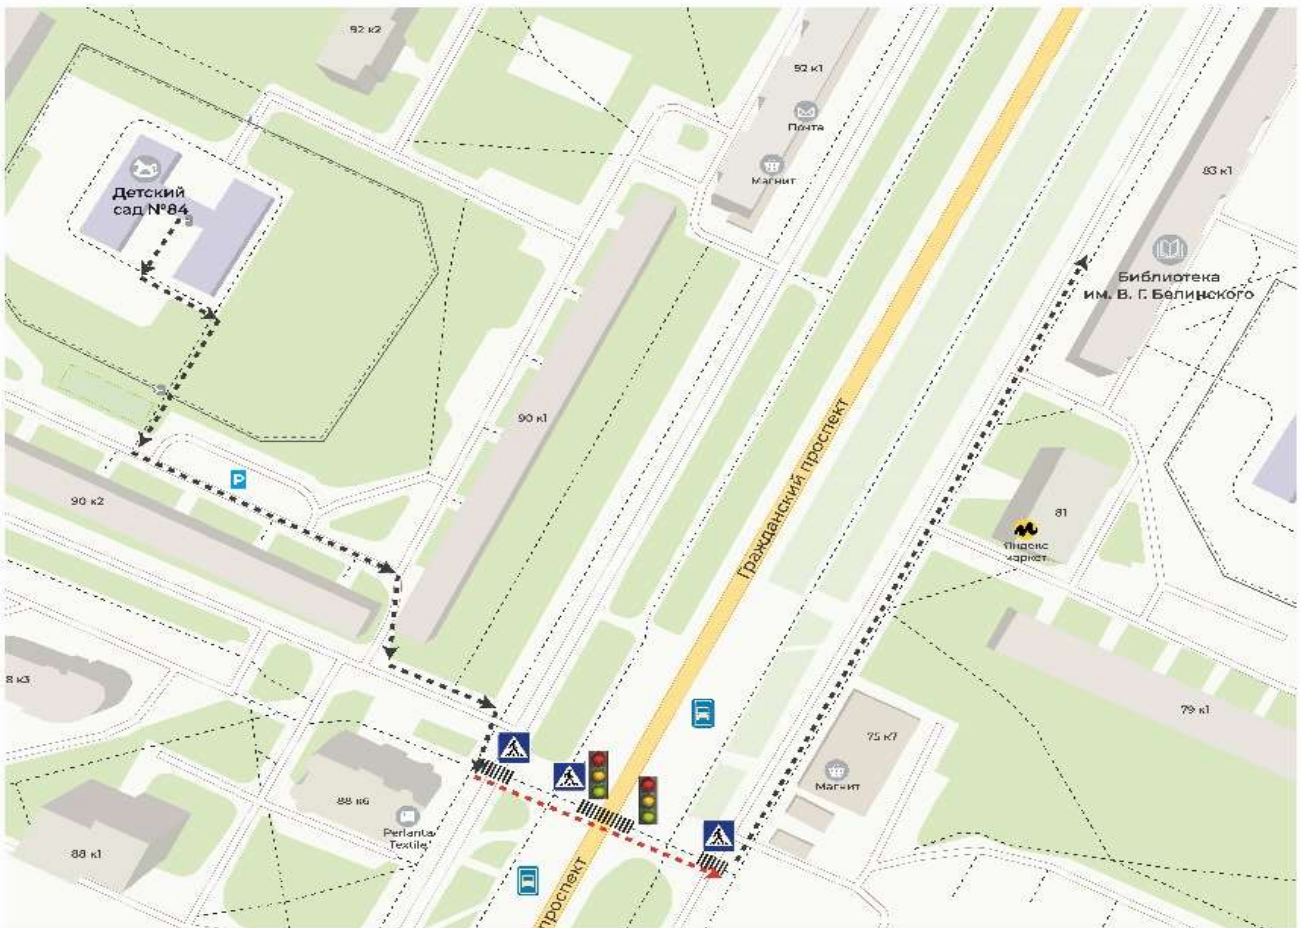 92 к2
92 к1
Почта
Магнит
Детский
сад №84
83 к1
Библиотека
им. В. Г. Белинского
90 к1
Гражданский проспект
P
90 к2
81
Яндекс
маркет
8 к3
79 к1
75 к7
Магнит
88 к6
Perlanta
Textile
88 к1
проспект